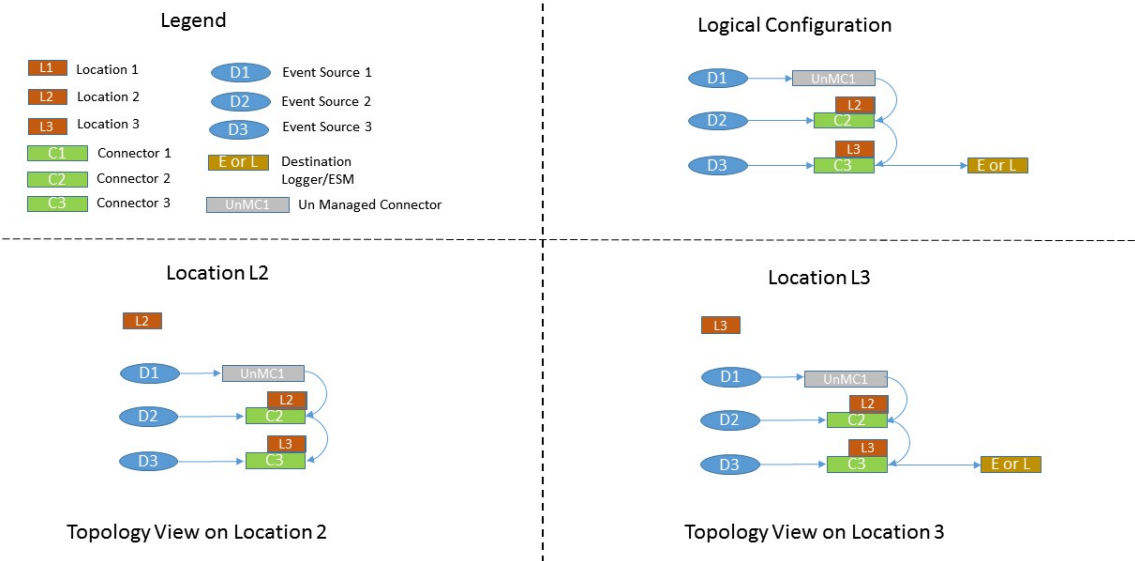 Legend
L1 Location 1
L2 Location 2
L3 Location 3
C1 Connector 1
C2 Connector 2
C3 Connector 3
D1 Event Source 1
D2 Event Source 2
D3 Event Source 3
E or L Destination
Logger/ESM
UnMC1 Un Managed Connector
Logical Configuration
D1 UnMC1
L2
D2 C2
L3
D3 C3 E or L
Location L2
L2
D1 UnMC1
L2
D2 C2
L3
D3 C3
Topology View on Location 2
Location L3
L3
D1 UnMC1
L2
D2 C2
L3
D3 C3 E or L
Topology View on Location 3